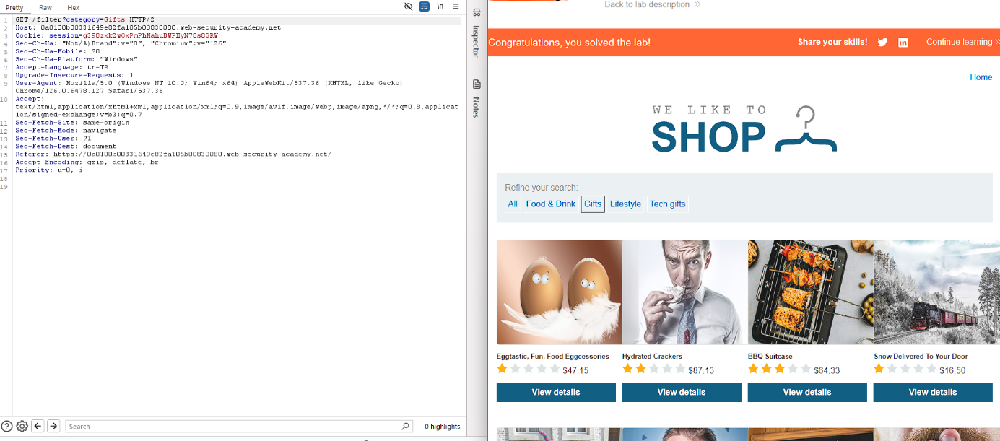 Pretty Raw Hex \n
1 GET /filter?category=Gifts HTTP/2
2 Host: 0a0100b00331649e82fa105b00830080.web-security-academy.net
3 Cookie: session=g398zxk2wQxPmPhMahuBWPHyN78s8SRW
4 Sec-Ch-Ua: "Not/A)Brand";v="8", "Chromium";v="126"
5 Sec-Ch-Ua-Mobile: ?0
6 Sec-Ch-Ua-Platform: "Windows"
7 Accept-Language: tr-TR
8 Upgrade-Insecure-Requests: 1
9 User-Agent: Mozilla/5.0 (Windows NT 10.0; Win64; x64) AppleWebKit/537.36 (KHTML, like Gecko)
Chrome/126.0.6478.127 Safari/537.36
10 Accept:
text/html,application/xhtml+xml,application/xml;q=0.9,image/avif,image/webp,image/apng,*/*;q=0.8,applicat
ion/signed-exchange;v=b3;q=0.7
11 Sec-Fetch-Site: same-origin
12 Sec-Fetch-Mode: navigate
13 Sec-Fetch-User: ?1
14 Sec-Fetch-Dest: document
15 Referer: https://0a0100b00331649e82fa105b00830080.web-security-academy.net/
16 Accept-Encoding: gzip, deflate, br
17 Priority: u=0, i
18
19
Search 0 highlights
Inspector
Notes
Back to lab description
Congratulations, you solved the lab! Share your skills! Continue learning
Home
WE LIKE TO
SHOP
Refine your search:
All Food & Drink Gifts Lifestyle Tech gifts
Eggtastic, Fun, Food Eggcessories Hydrated Crackers BBQ Suitcase Snow Delivered To Your Door
$47.15 $87.13 $64.33 $16.50
View details View details View details View details